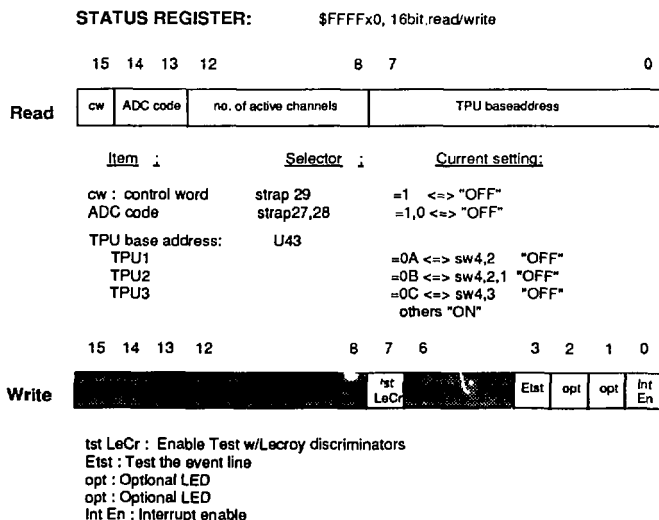 STATUS REGISTER: $FFFFx0, 16bit,read/write
15 14 13 12 8 7 0
Read cw ADC code no. of active channels TPU baseaddress
Item : Selector : Current setting:
cw : control word strap 29 =1 <=> "OFF"
ADC code strap27,28 =1,0 <=> "OFF"
TPU base address: U43
TPU1 =0A <=> sw4,2 "OFF"
TPU2 =0B <=> sw4,2,1 "OFF"
TPU3 =0C <=> sw4,3 "OFF"
others "ON"
15 14 13 12 8 7 6 3 2 1 0
Write tst LeCr Etst opt opt Int En
tst LeCr : Enable Test w/Lecroy discriminators
Etst : Test the event line
opt : Optional LED
opt : Optional LED
Int En : Interrupt enable